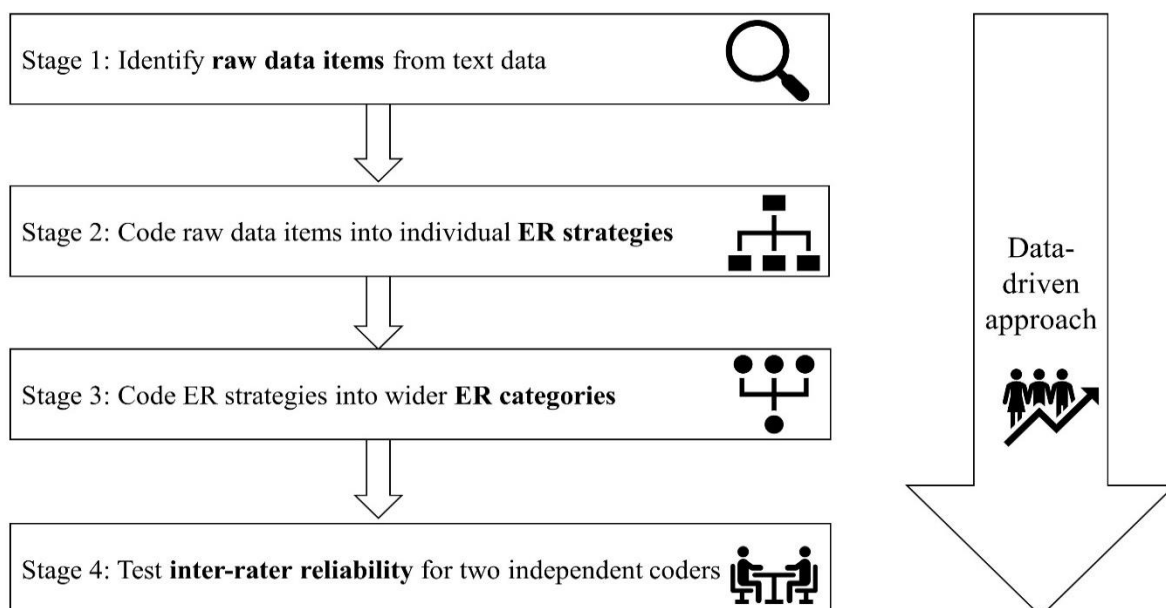 Stage 1: Identify raw data items from text data
Stage 2: Code raw data items into individual ER strategies
Stage 3: Code ER strategies into wider ER categories
Stage 4: Test inter-rater reliability for two independent coders
Data-
driven
approach